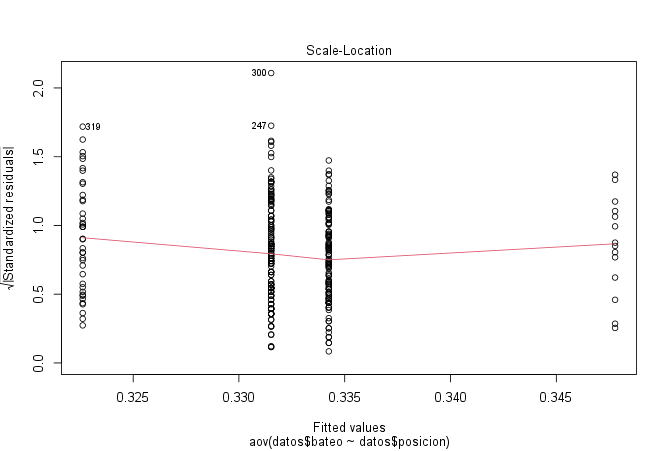 Scale-Location
√|Standardized residuals|
2.0
1.5
1.0
0.5
0.0
300
247
319
0.325 0.330 0.335 0.340 0.345
Fitted values
aov(datos$bateo ~ datos$posicion)